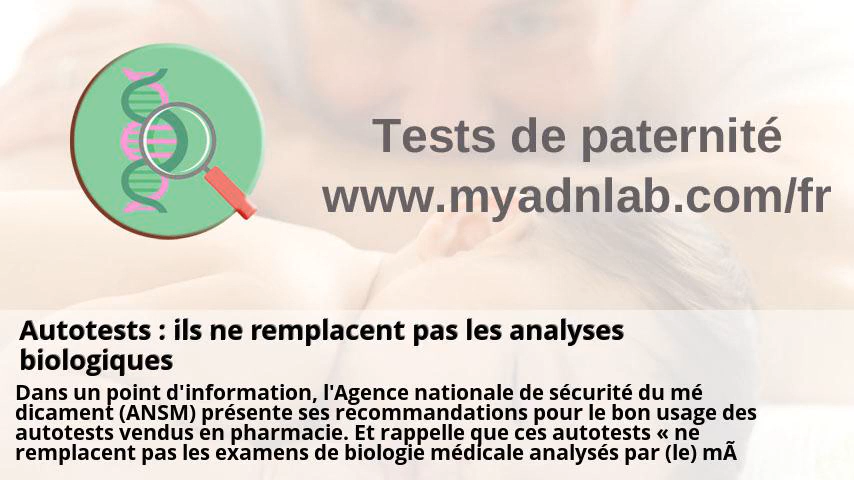 Tests de paternité
www.myadnlab.com/fr
Autotests : ils ne remplacent pas les analyses
biologiques
Dans un point d'information, l'Agence nationale de sécurité du mé
dicament (ANSM) présente ses recommandations pour le bon usage des
autotests vendus en pharmacie. Et rappelle que ces autotests « ne
remplacent pas les examens de biologie médicale analysés par (le) mÃ